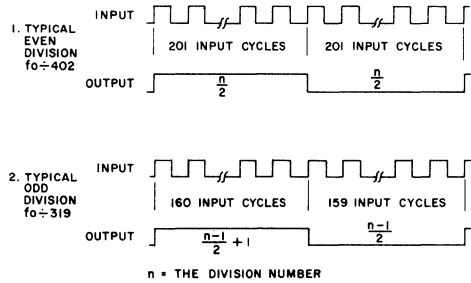 INPUT
1. TYPICAL
EVEN
DIVISION
fo÷402
201 INPUT CYCLES
201 INPUT CYCLES
OUTPUT
n/2
n/2
INPUT
2. TYPICAL
ODD
DIVISION
fo÷319
160 INPUT CYCLES
159 INPUT CYCLES
OUTPUT
n-1/2 + 1
n-1/2
n = THE DIVISION NUMBER